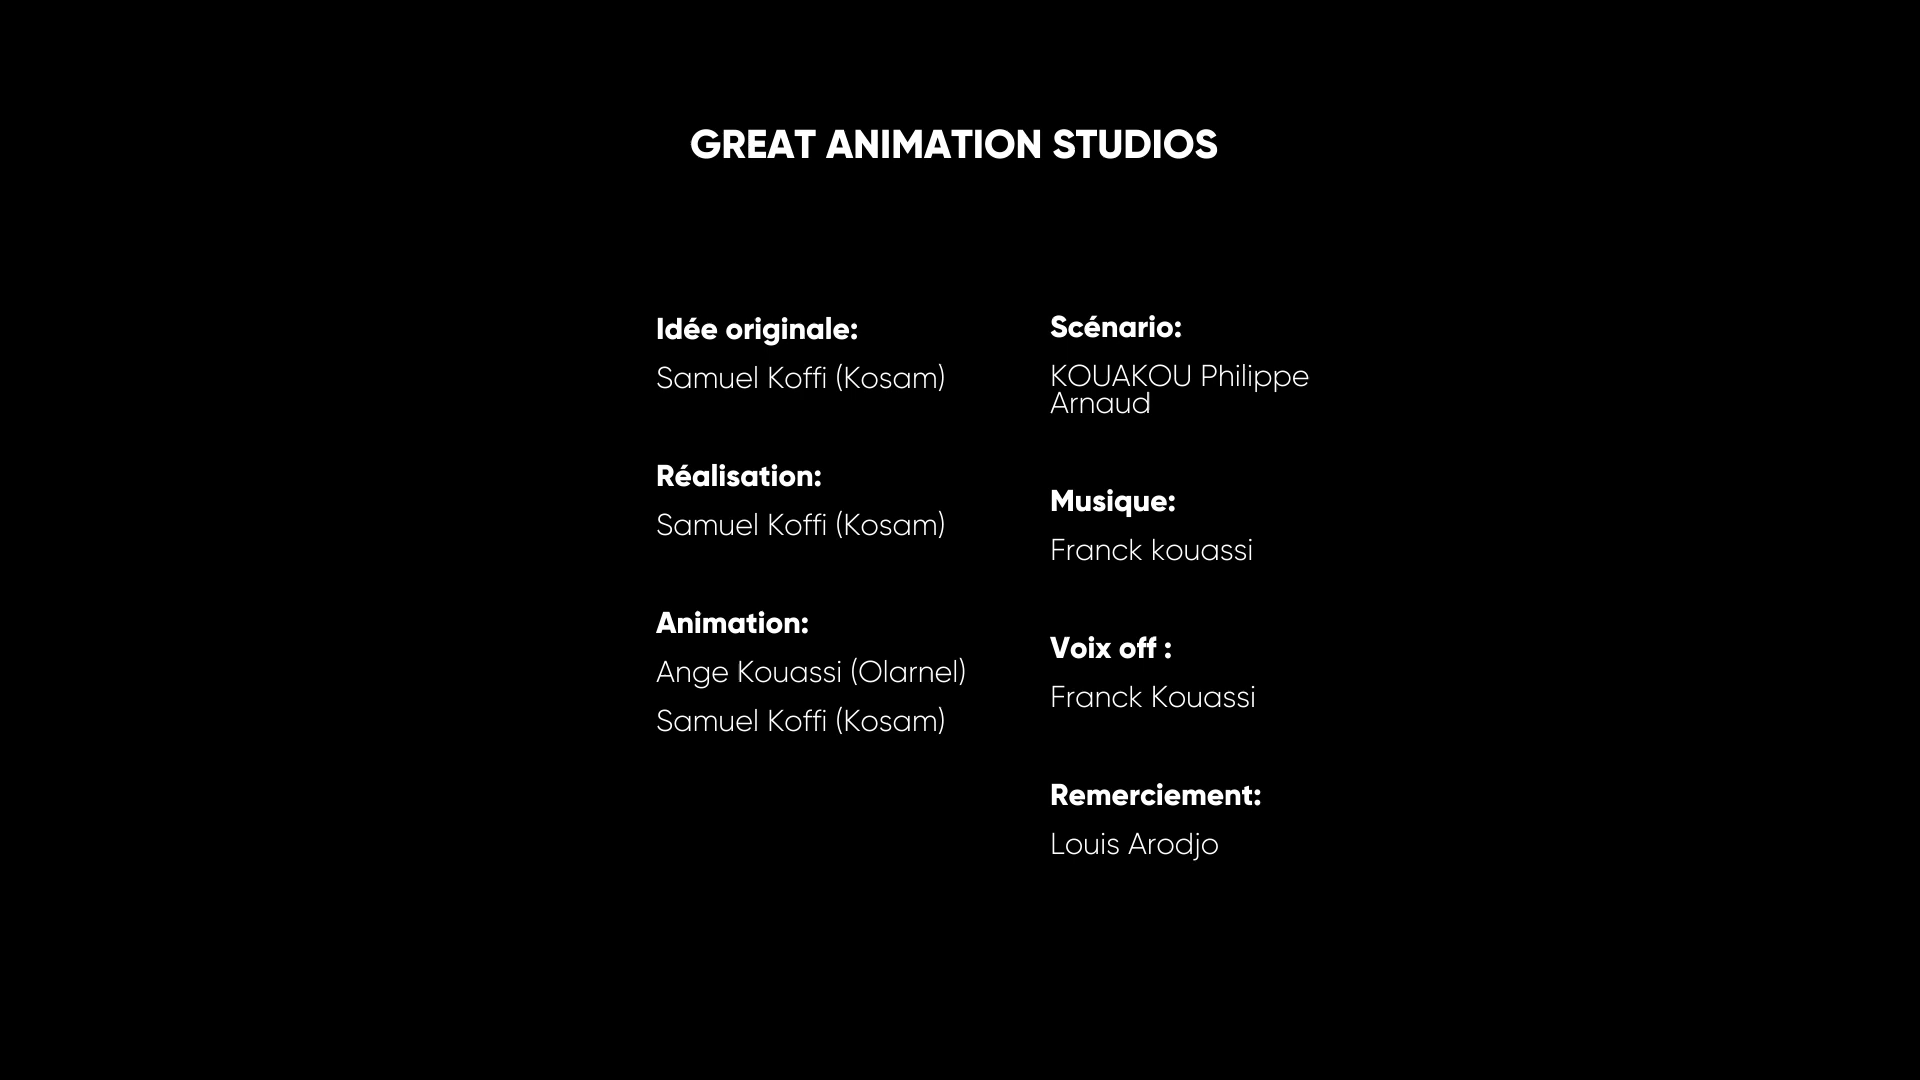 GREAT ANIMATION STUDIOS
Idée originale:
Samuel Koffi (Kosam)
Réalisation:
Samuel Koffi (Kosam)
Animation:
Ange Kouassi (Olarnel)
Samuel Koffi (Kosam)
Scénario:
KOUAKOU Philippe
Arnaud
Musique:
Franck kouassi
Voix off :
Franck Kouassi
Remerciement:
Louis Arodjo